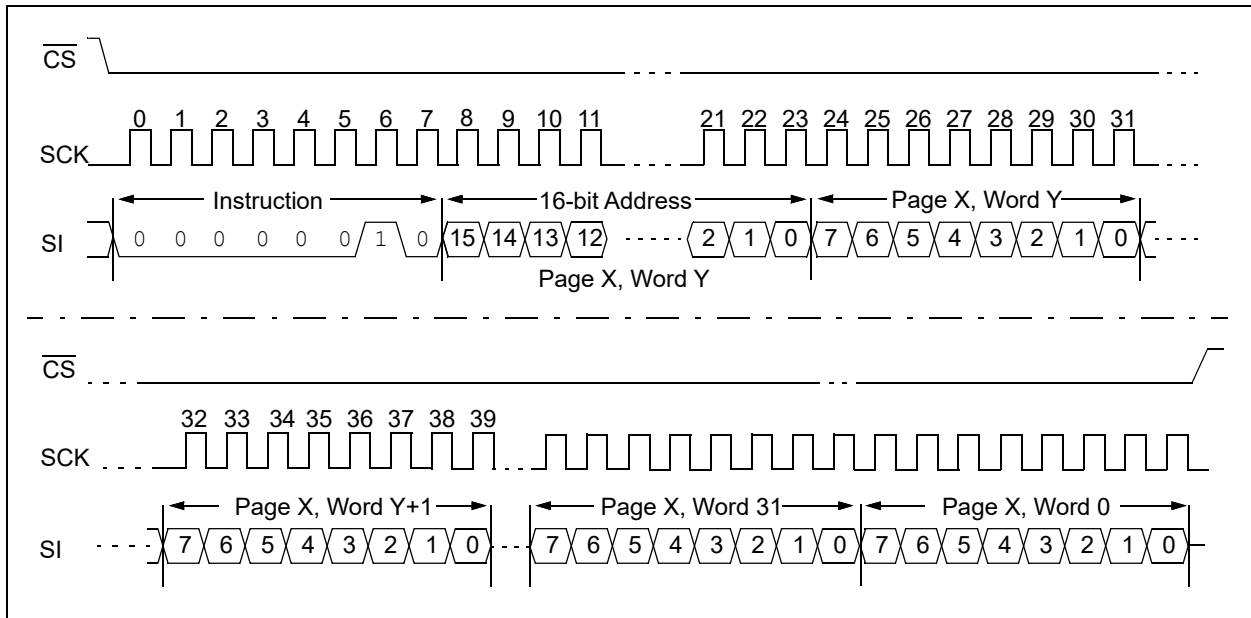 CS
0 1 2 3 4 5 6 7 8 9 10 11 21 22 23 24 25 26 27 28 29 30 31
SCK
Instruction 16-bit Address Page X, Word Y
SI 0 0 0 0 0 0 1 0 15 14 13 12 2 1 0 7 6 5 4 3 2 1 0
Page X, Word Y
CS
32 33 34 35 36 37 38 39
SCK
Page X, Word Y+1 Page X, Word 31 Page X, Word 0
SI 7 6 5 4 3 2 1 0 7 6 5 4 3 2 1 0 7 6 5 4 3 2 1 0